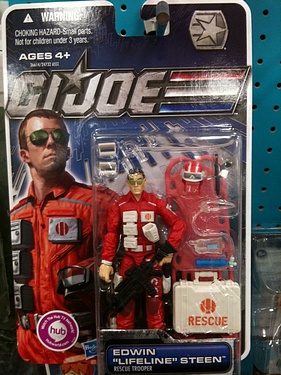 WARNING:
CHOKING HAZARD-Small parts.
Not for children under 3 years.
AGES 4+
G.I.JOE
hub
RESCUE
EDWIN
"LIFELINE" STEEN
RESCUE TROOPER